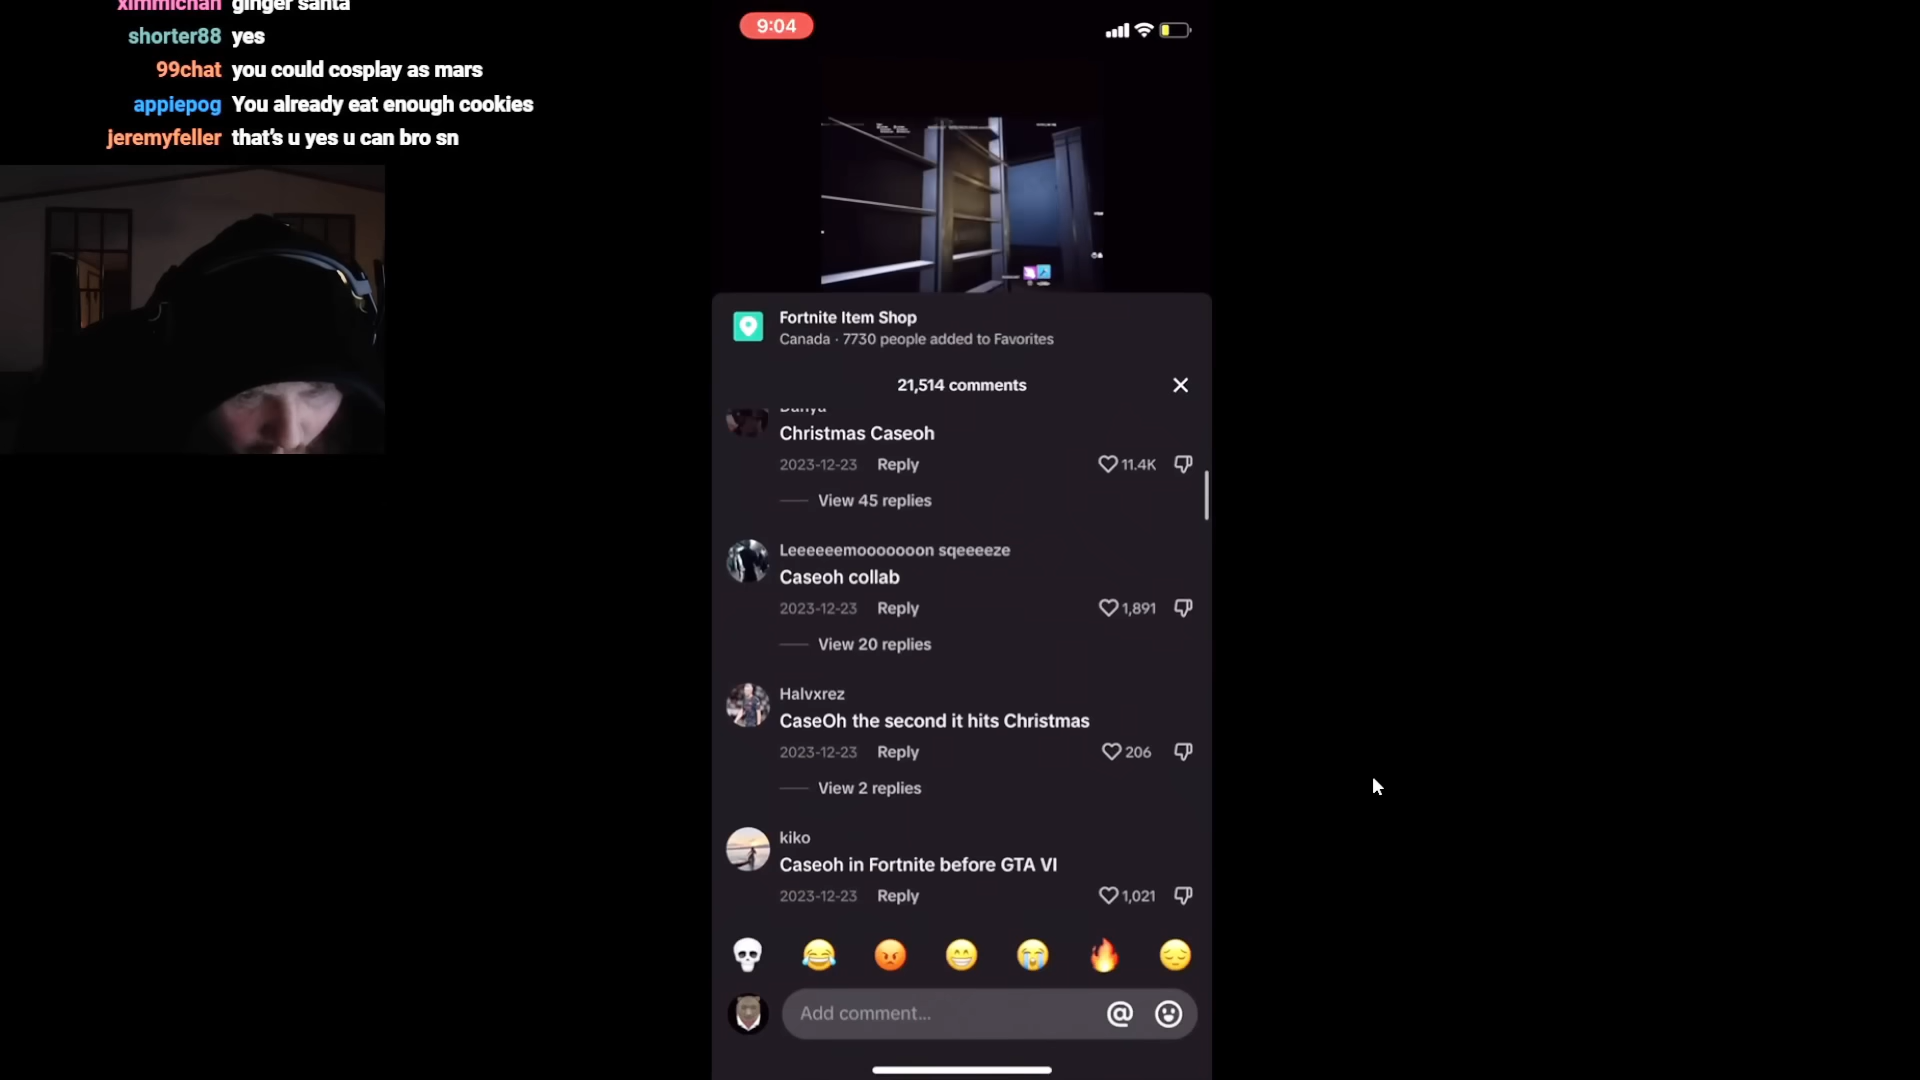 ximmichan ginger santa
shorter88 yes
99chat you could cosplay as mars
appiepog You already eat enough cookies
jeremyfeller that's u yes u can bro sn
9:04
Fortnite Item Shop
Canada · 7730 people added to Favorites
21,514 comments
Danya
Christmas Caseoh
2023-12-23 Reply 11.4K
View 45 replies
Leeeeeemooooooon sqeeeeze
Caseoh collab
2023-12-23 Reply 1,891
View 20 replies
Halvxrez
CaseOh the second it hits Christmas
2023-12-23 Reply 206
View 2 replies
kiko
Caseoh in Fortnite before GTA VI
2023-12-23 Reply 1,021
Add comment...